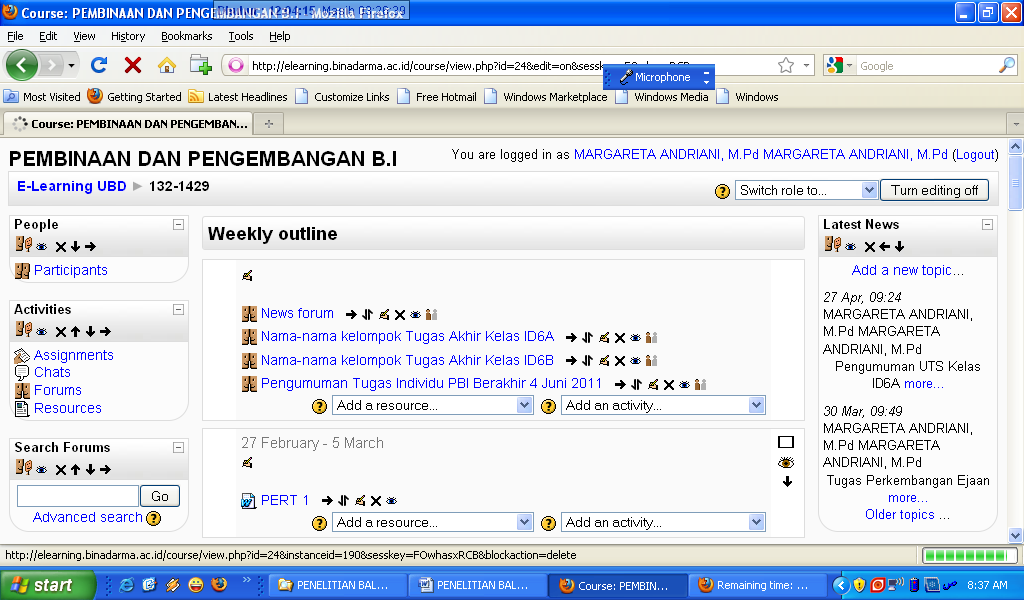 Course: PEMBINAAN DAN PENGEMBANGAN B.I - Mozilla Firefox
File Edit View History Bookmarks Tools Help
http://elearning.binadarma.ac.id/course/view.php?id=24&edit=on&sessk
Google
Microphone
Most Visited Getting Started Latest Headlines Customize Links Free Hotmail Windows Marketplace Windows Media Windows
Course: PEMBINAAN DAN PENGEMBAN...
PEMBINAAN DAN PENGEMBANGAN B.I
You are logged in as MARGARETA ANDRIANI, M.Pd MARGARETA ANDRIANI, M.Pd (Logout)
E-Learning UBD ► 132-1429
Switch role to...
Turn editing off
People
Participants
Activities
Assignments
Chats
Forums
Resources
Search Forums
Go
Advanced search
Weekly outline
News forum
Nama-nama kelompok Tugas Akhir Kelas ID6A
Nama-nama kelompok Tugas Akhir Kelas ID6B
Pengumuman Tugas Individu PBI Berakhir 4 Juni 2011
Add a resource... Add an activity...
27 February - 5 March
PERT 1
Add a resource... Add an activity...
Latest News
Add a new topic...
27 Apr, 09:24
MARGARETA ANDRIANI,
M.Pd MARGARETA
ANDRIANI, M.Pd
Pengumuman UTS Kelas
ID6A more...
30 Mar, 09:49
MARGARETA ANDRIANI,
M.Pd MARGARETA
ANDRIANI, M.Pd
Tugas Perkembangan Ejaan
more...
Older topics ...
http://elearning.binadarma.ac.id/course/view.php?id=24&instanceid=190&sesskey=FOwhasxRCB&blockaction=delete
start
PENELITIAN BAL... PENELITIAN BAL... Course: PEMBIN... Remaining time: ...
8:37 AM